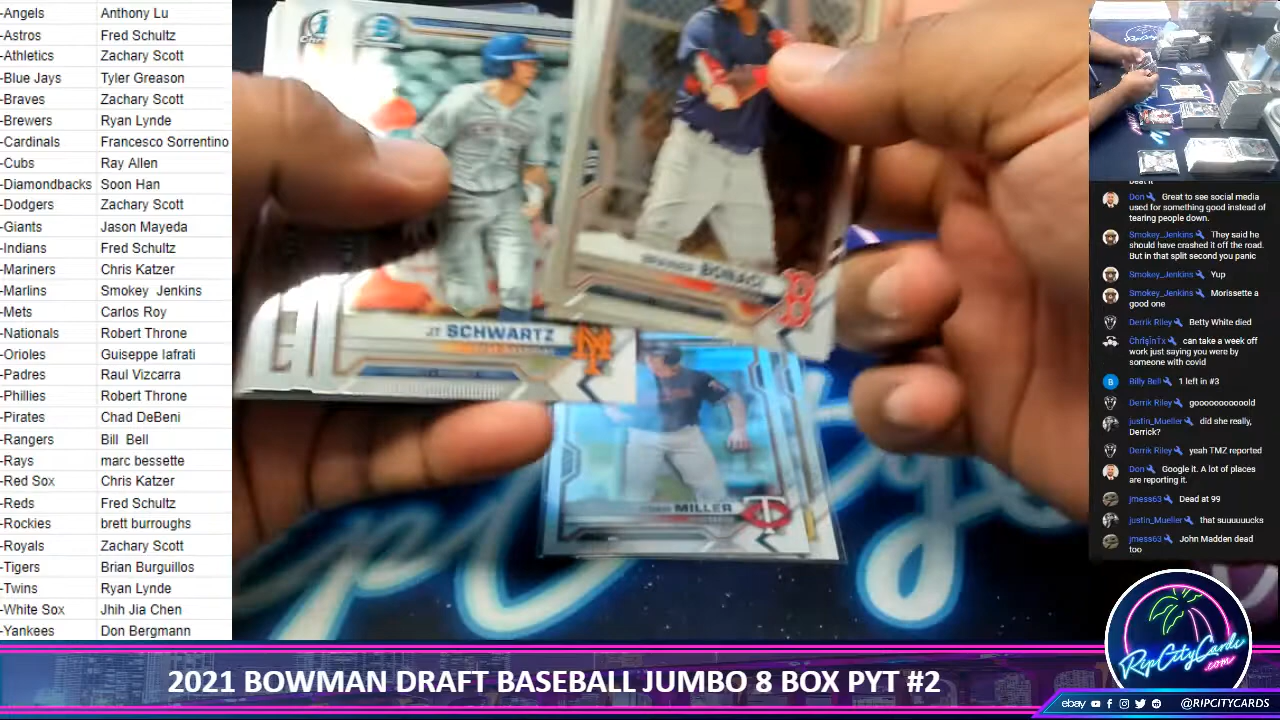 -Angels Anthony Lu
-Astros Fred Schultz
-Athletics Zachary Scott
-Blue Jays Tyler Greason
-Braves Zachary Scott
-Brewers Ryan Lynde
-Cardinals Francesco Sorrentino
-Cubs Ray Allen
-Diamondbacks Soon Han
-Dodgers Zachary Scott
-Giants Jason Mayeda
-Indians Fred Schultz
-Mariners Chris Katzer
-Marlins Smokey Jenkins
-Mets Carlos Roy
-Nationals Robert Throne
-Orioles Guiseppe Iafrati
-Padres Raul Vizcarra
-Phillies Robert Throne
-Pirates Chad DeBeni
-Rangers Bill Bell
-Rays marc bessette
-Red Sox Chris Katzer
-Reds Fred Schultz
-Rockies brett burroughs
-Royals Zachary Scott
-Tigers Brian Burguillos
-Twins Ryan Lynde
-White Sox Jhih Jia Chen
-Yankees Don Bergmann
JT SCHWARTZ
MILLER
Don Great to see social media
used for something good instead of
tearing people down.
Smokey_Jenkins They said he
should have crashed it off the road.
But in that split second you panic
Smokey_Jenkins Yup
Smokey_Jenkins Morissette a
good one
Derrik Riley Betty White died
ChrisInTx can take a week off
work just saying you were by
someone with covid
Billy Bell 1 left in #3
Derrik Riley goooooooooold
justin_Mueller did she really,
Derrick?
Derrik Riley yeah TMZ reported
Don Google it. A lot of places
are reporting it.
jmess63 Dead at 99
justin_Mueller that suuuuuucks
jmess63 John Madden dead
too
RipCityCards
.com
2021 BOWMAN DRAFT BASEBALL JUMBO 8 BOX PYT #2
ebay @RIPCITYCARDS